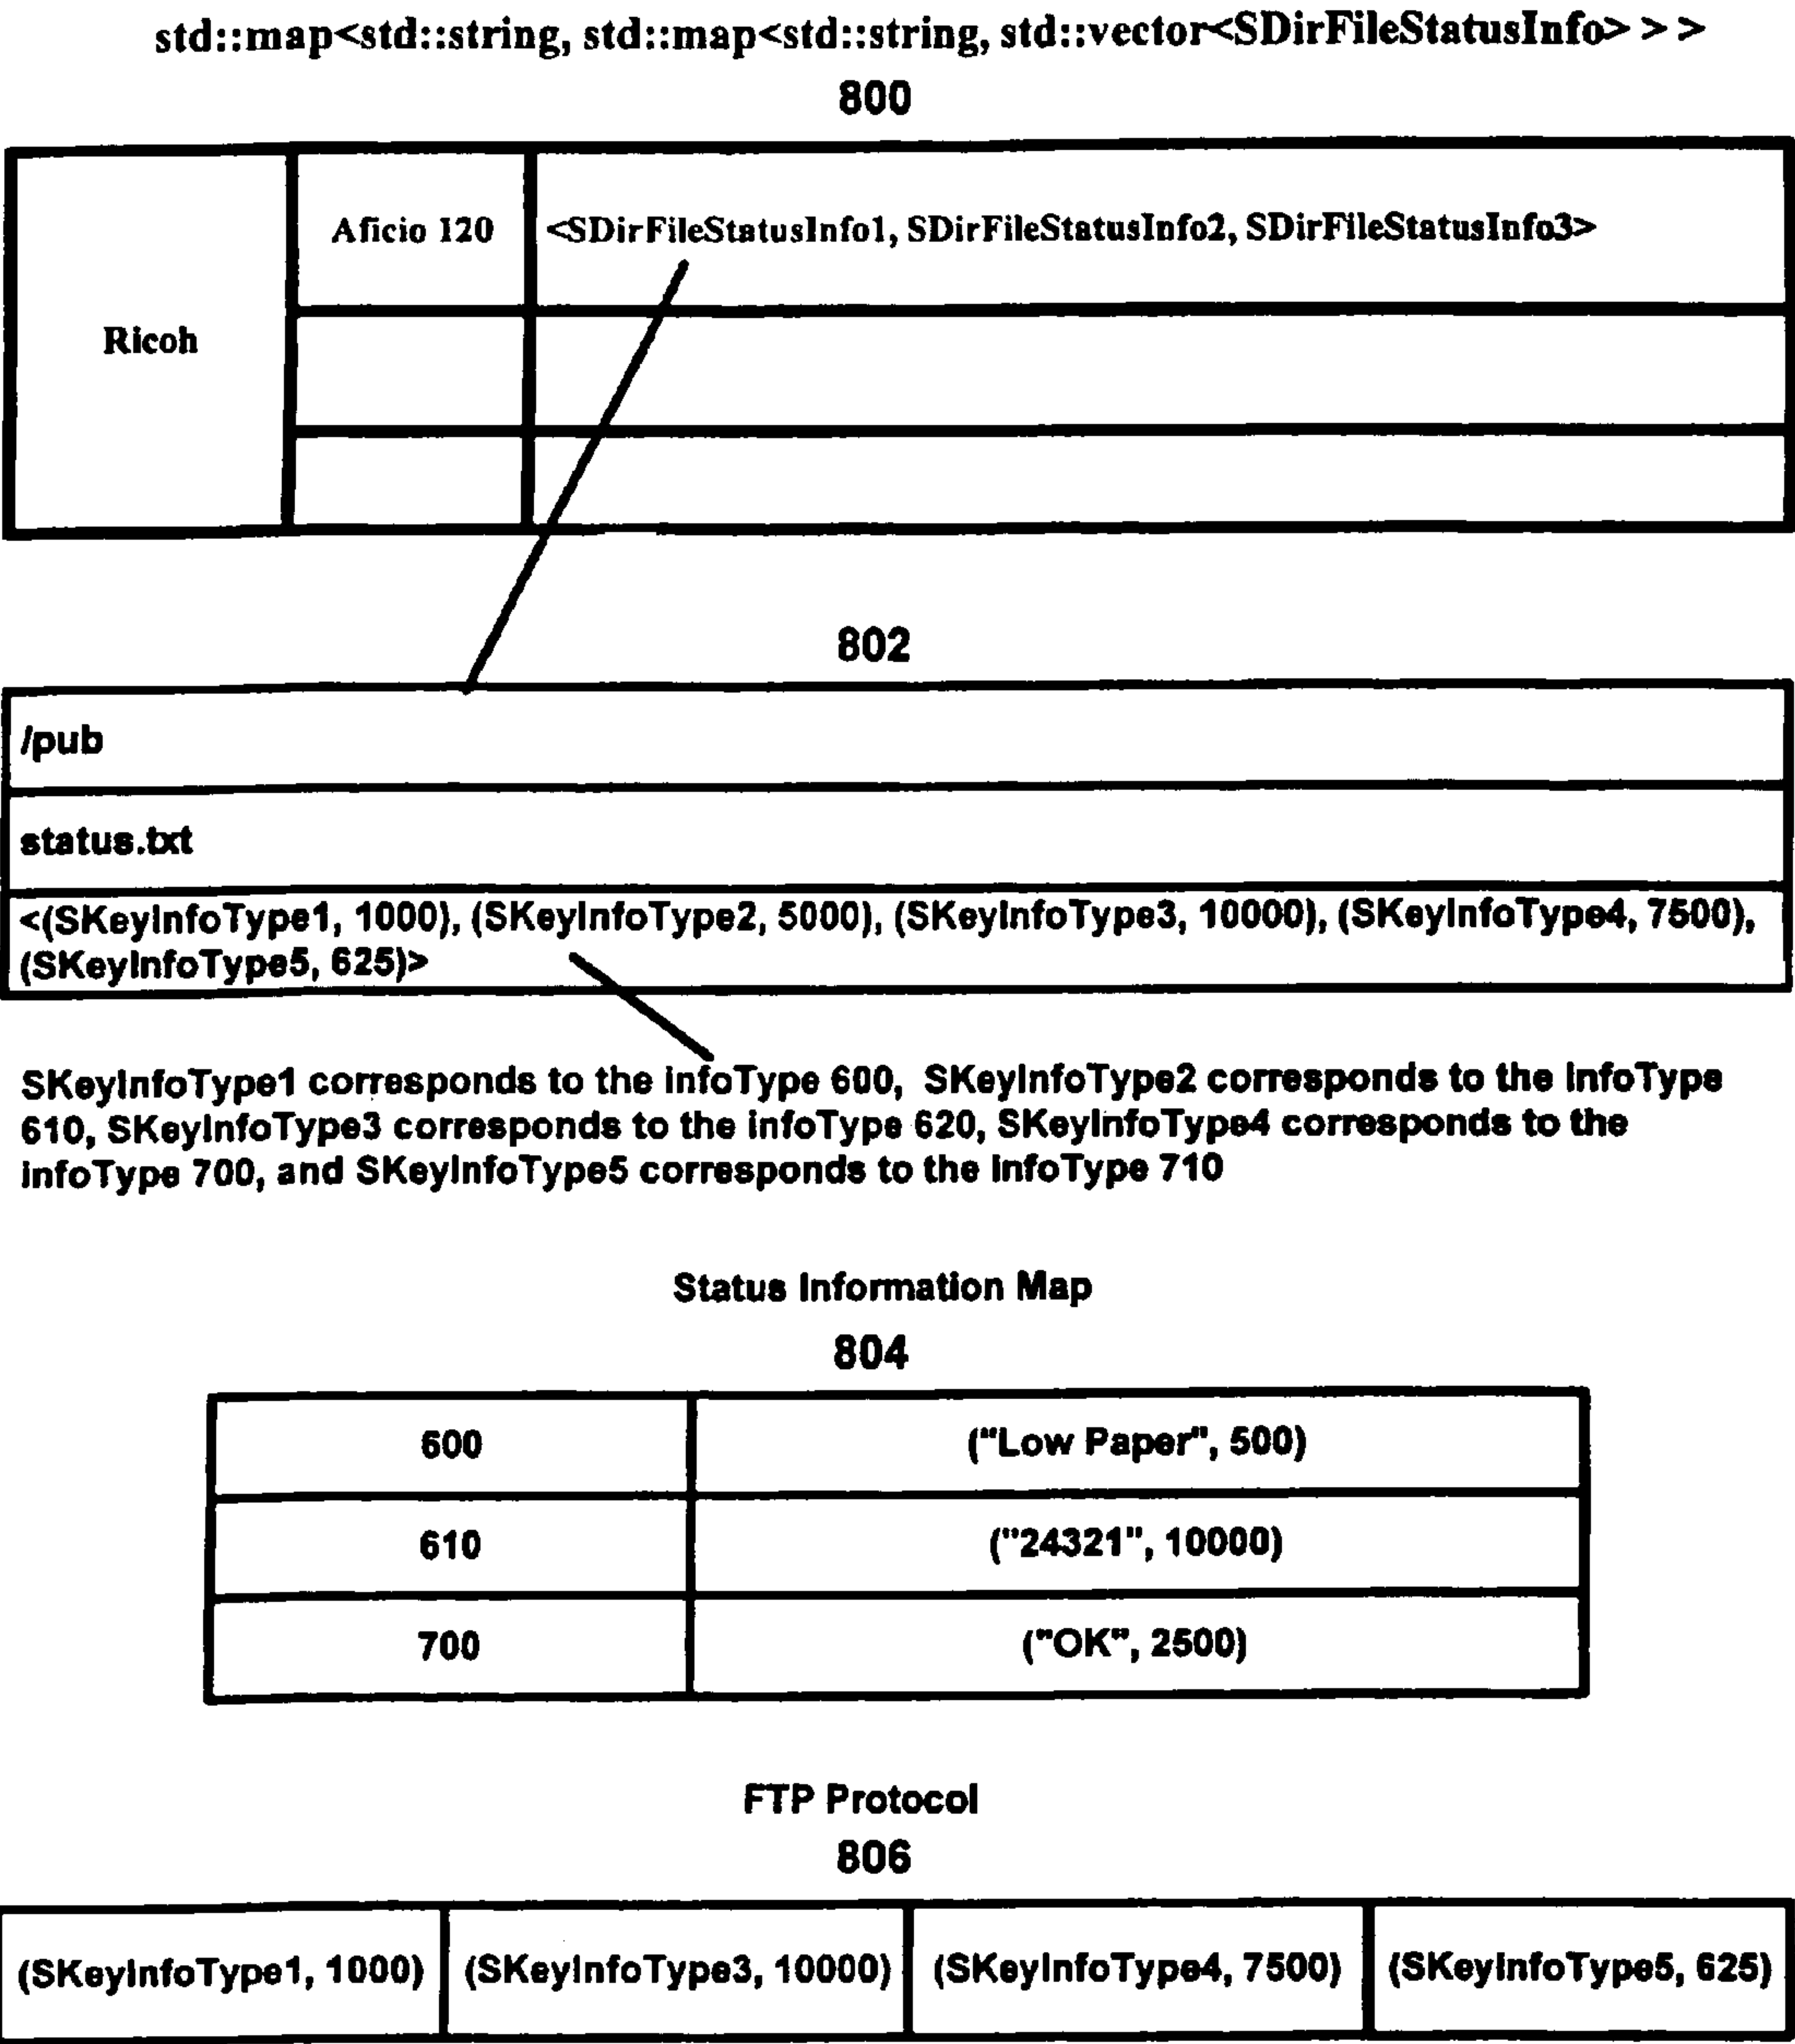 std::map<std::string, std::map<std::string, std::vector<SDirFileStatusInfo> > >
800
Ricoh
Aficio 120
<SDirFileStatusInfo1, SDirFileStatusInfo2, SDirFileStatusInfo3>
802
/pub
status.txt
<(SKeyInfoType1, 1000), (SKeyInfoType2, 5000), (SKeyInfoType3, 10000), (SKeyInfoType4, 7500),
(SKeyInfoType5, 625)>
SKeyInfoType1 corresponds to the infoType 600, SKeyInfoType2 corresponds to the infoType
610, SKeyInfoType3 corresponds to the infoType 620, SKeyInfoType4 corresponds to the
infoType 700, and SKeyInfoType5 corresponds to the infoType 710
Status Information Map
804
600 ("Low Paper", 500)
610 ("24321", 10000)
700 ("OK", 2500)
FTP Protocol
806
(SKeyInfoType1, 1000) (SKeyInfoType3, 10000) (SKeyInfoType4, 7500) (SKeyInfoType5, 625)